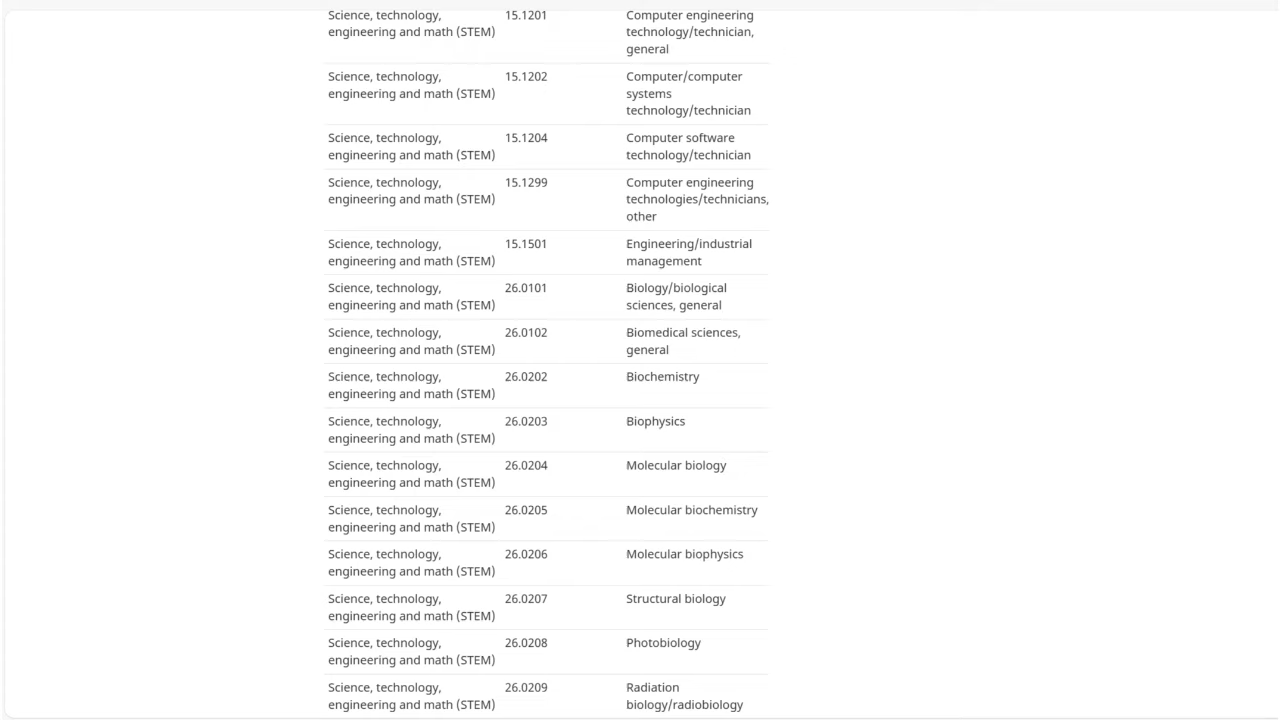 Science, technology,
engineering and math (STEM)
15.1201
Computer engineering
technology/technician,
general
Science, technology,
engineering and math (STEM)
15.1202
Computer/computer
systems
technology/technician
Science, technology,
engineering and math (STEM)
15.1204
Computer software
technology/technician
Science, technology,
engineering and math (STEM)
15.1299
Computer engineering
technologies/technicians,
other
Science, technology,
engineering and math (STEM)
15.1501
Engineering/industrial
management
Science, technology,
engineering and math (STEM)
26.0101
Biology/biological
sciences, general
Science, technology,
engineering and math (STEM)
26.0102
Biomedical sciences,
general
Science, technology,
engineering and math (STEM)
26.0202
Biochemistry
Science, technology,
engineering and math (STEM)
26.0203
Biophysics
Science, technology,
engineering and math (STEM)
26.0204
Molecular biology
Science, technology,
engineering and math (STEM)
26.0205
Molecular biochemistry
Science, technology,
engineering and math (STEM)
26.0206
Molecular biophysics
Science, technology,
engineering and math (STEM)
26.0207
Structural biology
Science, technology,
engineering and math (STEM)
26.0208
Photobiology
Science, technology,
engineering and math (STEM)
26.0209
Radiation
biology/radiobiology